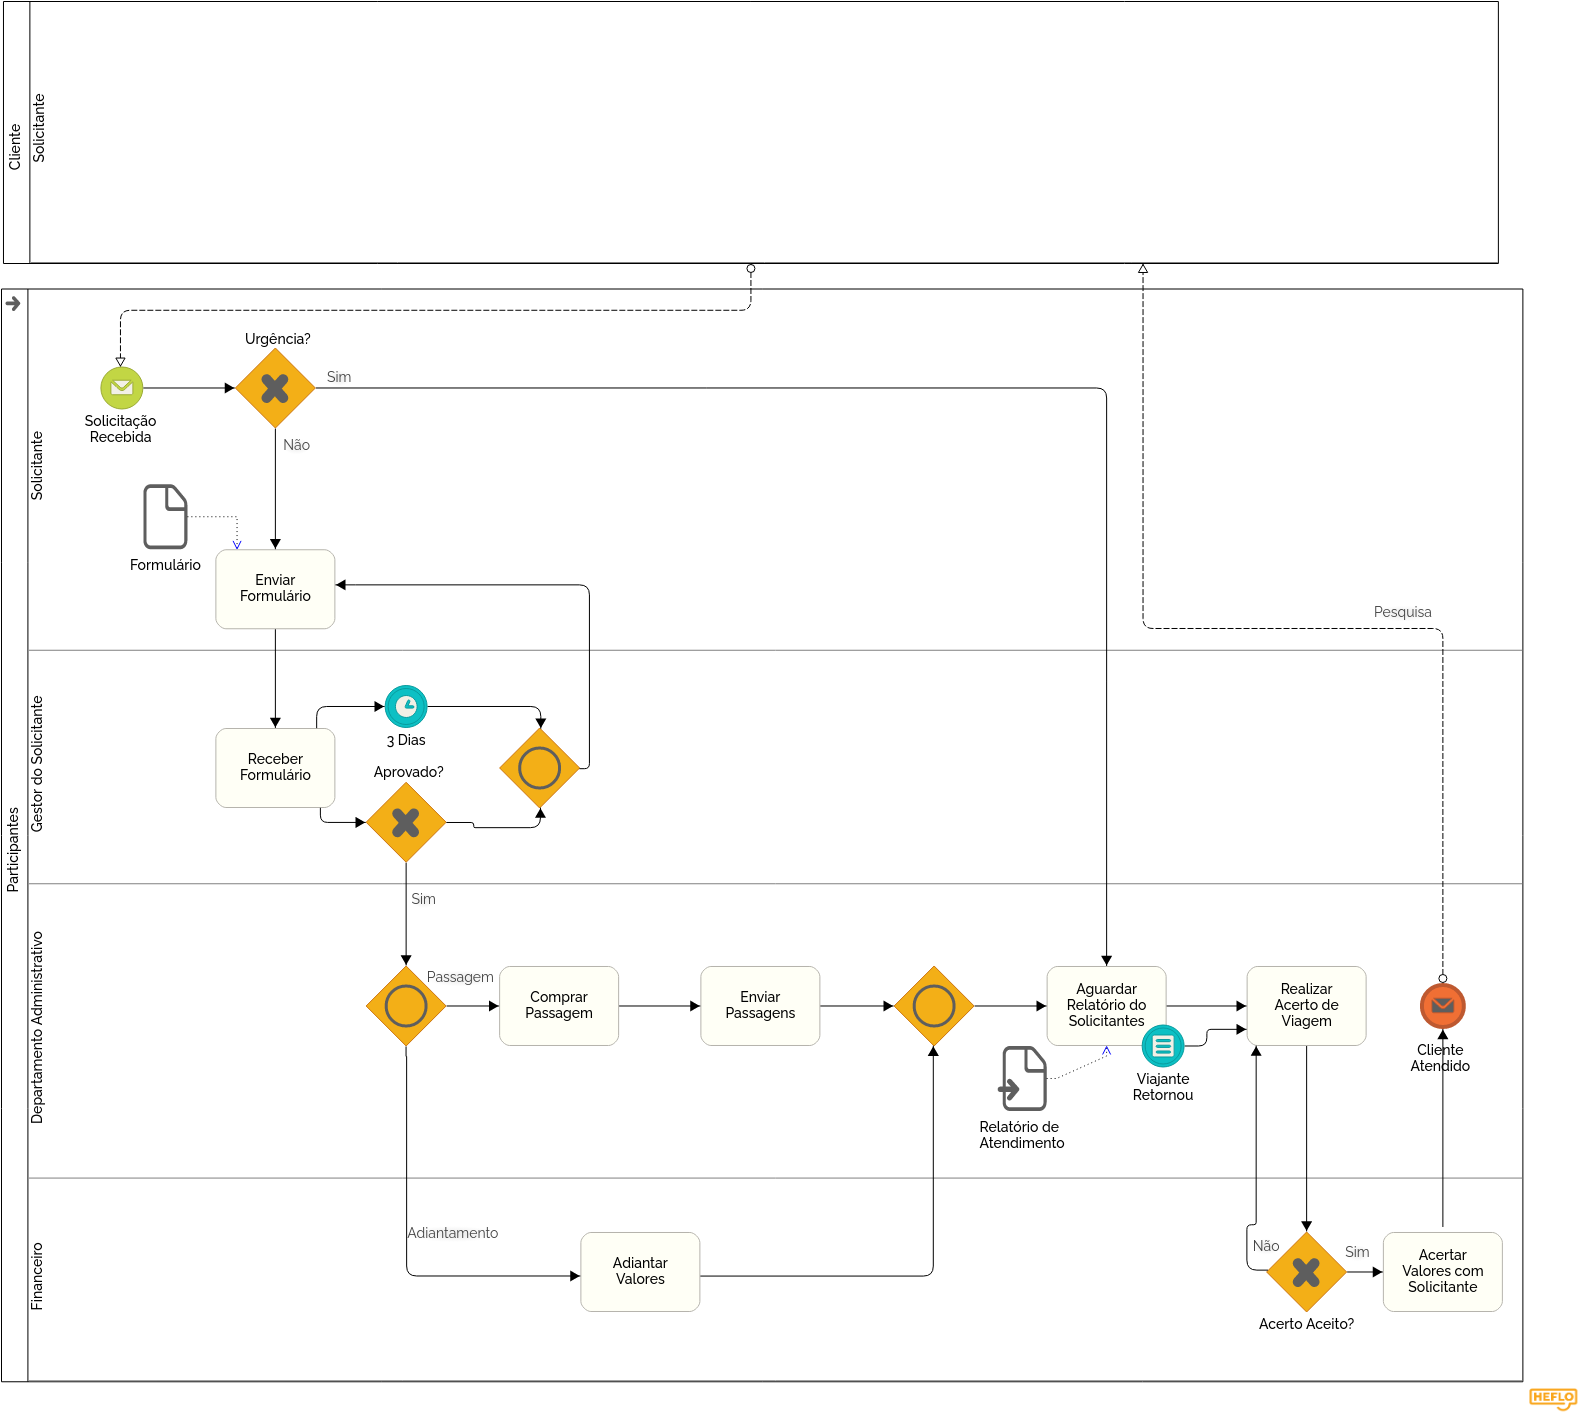 Cliente
Solicitante
Participantes
Solicitante
Urgência?
Sim
Solicitação
Recebida
Não
Formulário
Enviar
Formulário
Pesquisa
Gestor do Solicitante
3 Dias
Receber
Formulário
Aprovado?
Departamento Administrativo
Sim
Passagem
Comprar
Passagem
Enviar
Passagens
Aguardar
Relatório do
Solicitantes
Realizar
Acerto de
Viagem
Cliente
Atendido
Viajante
Retornou
Relatório de
Atendimento
Financeiro
Adiantamento
Adiantar
Valores
Não
Sim
Acertar
Valores com
Solicitante
Acerto Aceito?
HEFLO